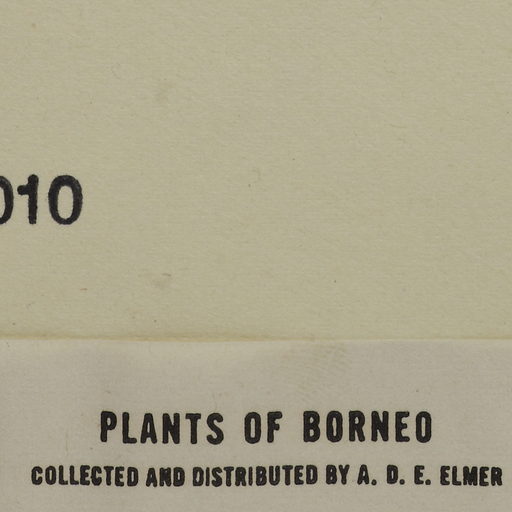 010
PLANTS OF BORNEO
COLLECTED AND DISTRIBUTED BY A. D. E. ELMER